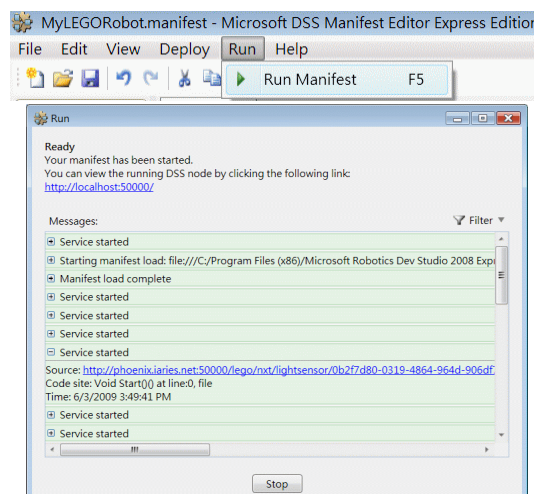 MyLEGORobot.manifest - Microsoft DSS Manifest Editor Express Edition
File Edit View Deploy Run Help
Run Manifest F5
Run
Ready
Your manifest has been started.
You can view the running DSS node by clicking the following link:
http://localhost:50000/
Messages: Filter
Service started
Starting manifest load: file:///C:/Program Files (x86)/Microsoft Robotics Dev Studio 2008 Expr
Manifest load complete
Service started
Service started
Service started
Service started
Source: http://phoenix.iaries.net:50000/lego/nxt/lightsensor/0b2f7d80-0319-4864-964d-906df7
Code site: Void Start()() at line:0, file
Time: 6/3/2009 3:49:41 PM
Service started
Service started
Stop